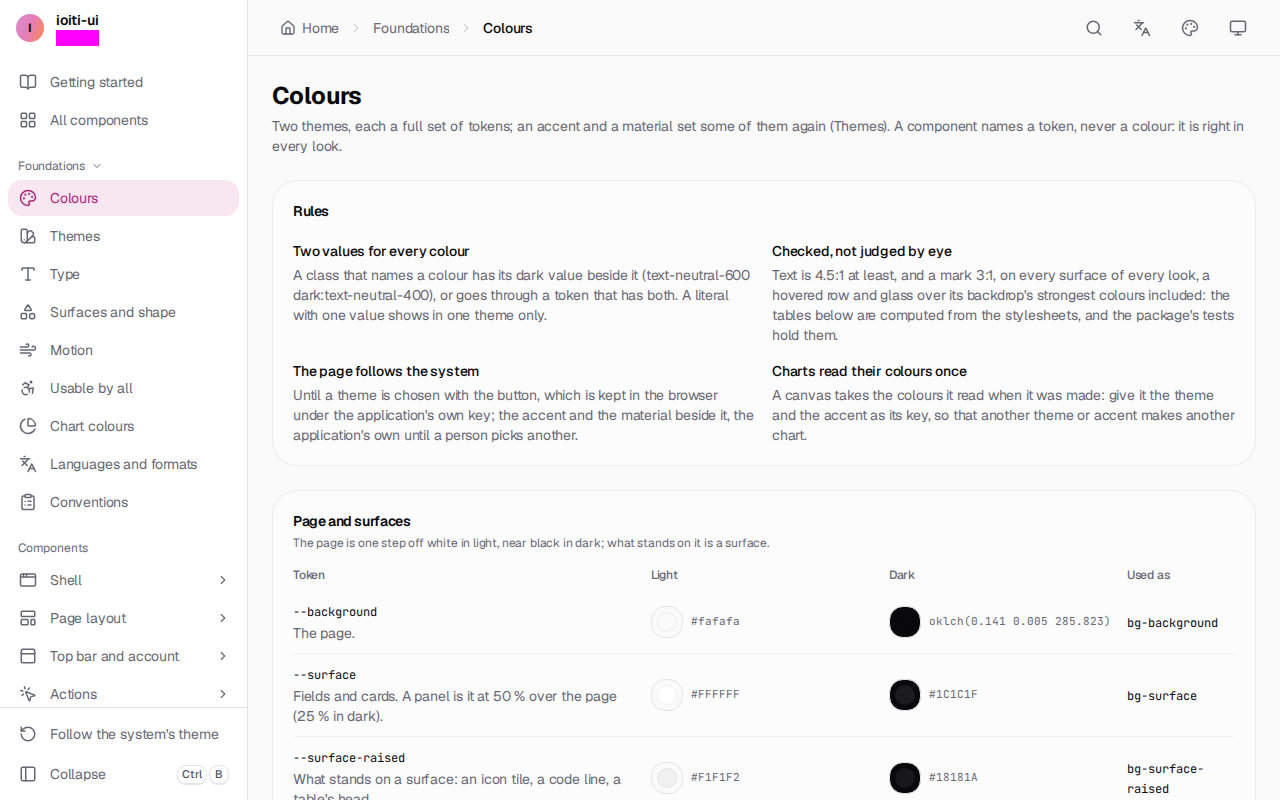 I
ioiti-ui
Getting started
All components
Foundations
Colours
Themes
Type
Surfaces and shape
Motion
Usable by all
Chart colours
Languages and formats
Conventions
Components
Shell
Page layout
Top bar and account
Actions
Follow the system's theme
Collapse
Ctrl B
Home
Foundations
Colours
Colours
Two themes, each a full set of tokens; an accent and a material set some of them again (Themes). A component names a token, never a colour: it is right in
every look.
Rules
Two values for every colour
A class that names a colour has its dark value beside it (text-neutral-600
dark:text-neutral-400), or goes through a token that has both. A literal
with one value shows in one theme only.
Checked, not judged by eye
Text is 4.5:1 at least, and a mark 3:1, on every surface of every look, a
hovered row and glass over its backdrop's strongest colours included: the
tables below are computed from the stylesheets, and the package's tests
hold them.
The page follows the system
Until a theme is chosen with the button, which is kept in the browser
under the application's own key; the accent and the material beside it, the
application's own until a person picks another.
Charts read their colours once
A canvas takes the colours it read when it was made: give it the theme
and the accent as its key, so that another theme or accent makes another
chart.
Page and surfaces
The page is one step off white in light, near black in dark; what stands on it is a surface.
Token
Light
Dark
Used as
--background
The page.
#fafafa
oklch(0.141 0.005 285.823)
bg-background
--surface
Fields and cards. A panel is it at 50 % over the page
(25 % in dark).
#FFFFFF
#1C1C1F
bg-surface
--surface-raised
What stands on a surface: an icon tile, a code line, a
table's head.
#F1F1F2
#18181A
bg-surface-
raised